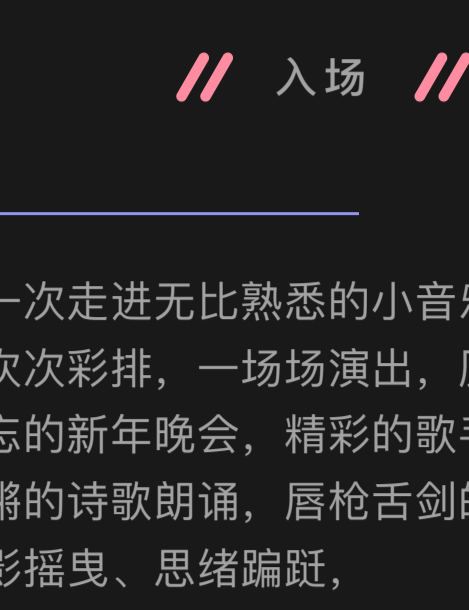 入场
一次走进无比熟悉的小音
次次彩排，一场场演出，
忘的新年晚会，精彩的歌
的诗歌朗诵，唇枪舌剑的
影摇曳、思绪蹁跹，